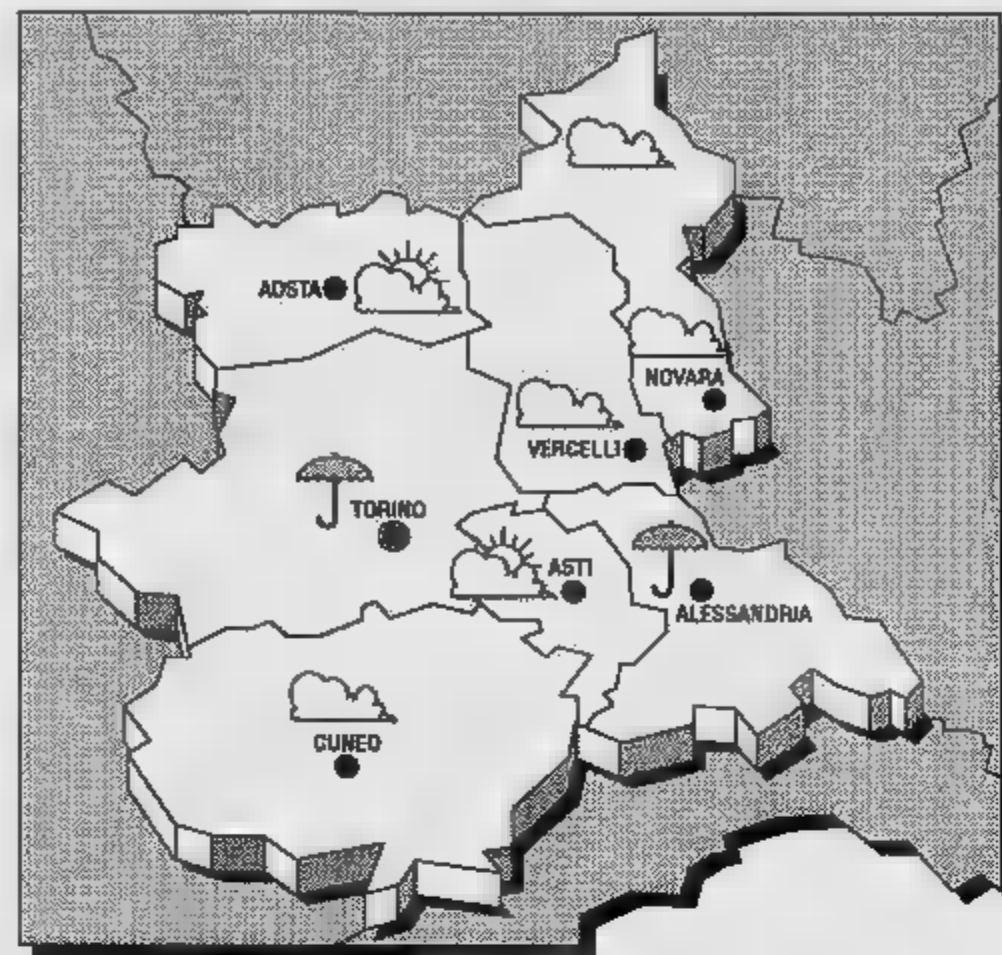 AOSTA
NOVARA
VERCELLI
TORINO
ASTI
ALESSANDRIA
CUNEO